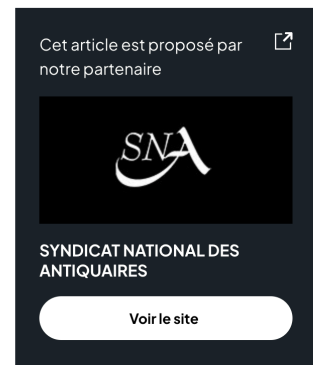 Cet article est proposé par
notre partenaire
SNA
SYNDICAT NATIONAL DES
ANTIQUAIRES
Voir le site